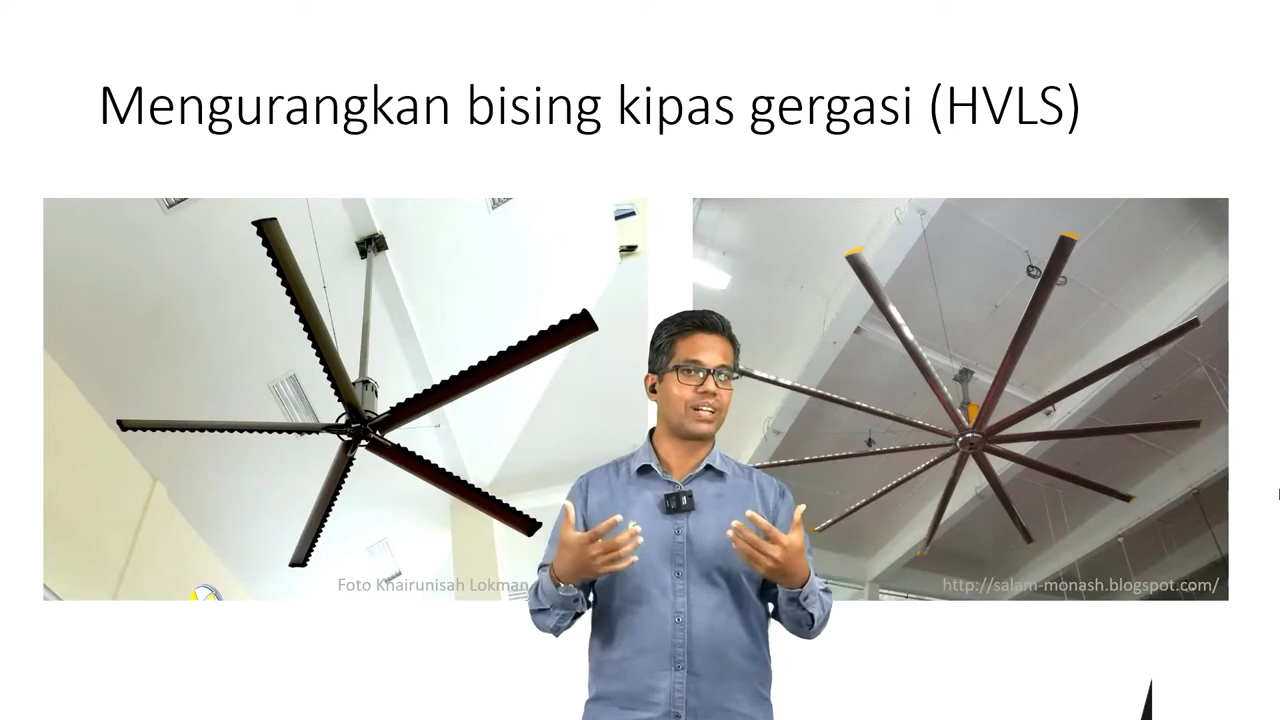 Mengurangkan bising kipas gergasi (HVLS)
Foto Khairunisah Lokman
http://salam-monash.blogspot.com/